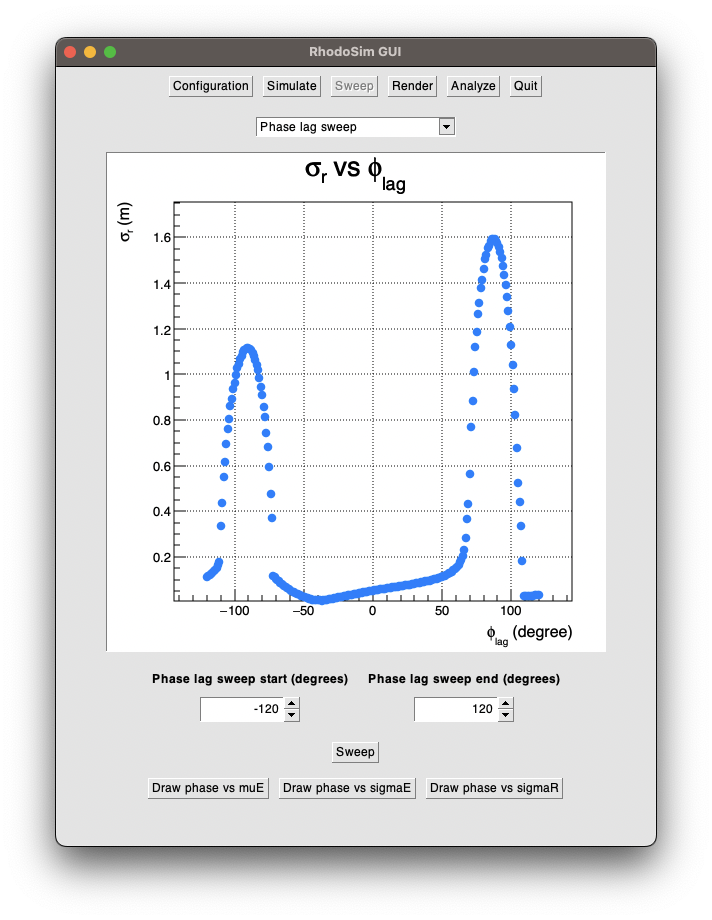 RhodoSim GUI
Configuration Simulate Sweep Render Analyze Quit
Phase lag sweep
σr vs ϕlag
σr (m)
1.6
1.4
1.2
1
0.8
0.6
0.4
0.2
−100 −50 0 50 100
ϕlag (degree)
Phase lag sweep start (degrees) Phase lag sweep end (degrees)
-120 120
Sweep
Draw phase vs muE Draw phase vs sigmaE Draw phase vs sigmaR